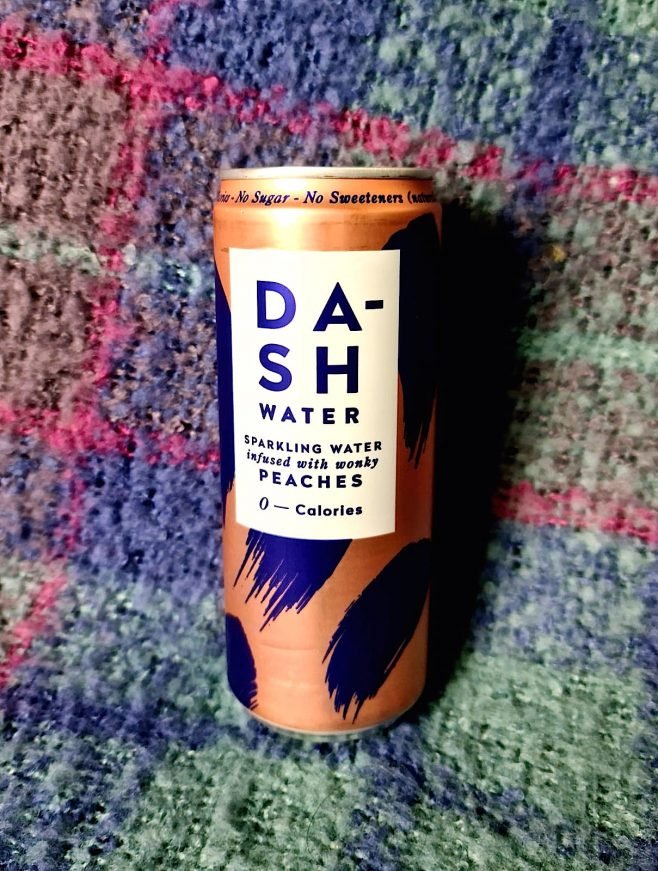 - No Sugar - No Sweeteners
DA-
SH
WATER
SPARKLING WATER
infused with wonky
PEACHES
0 — Calories